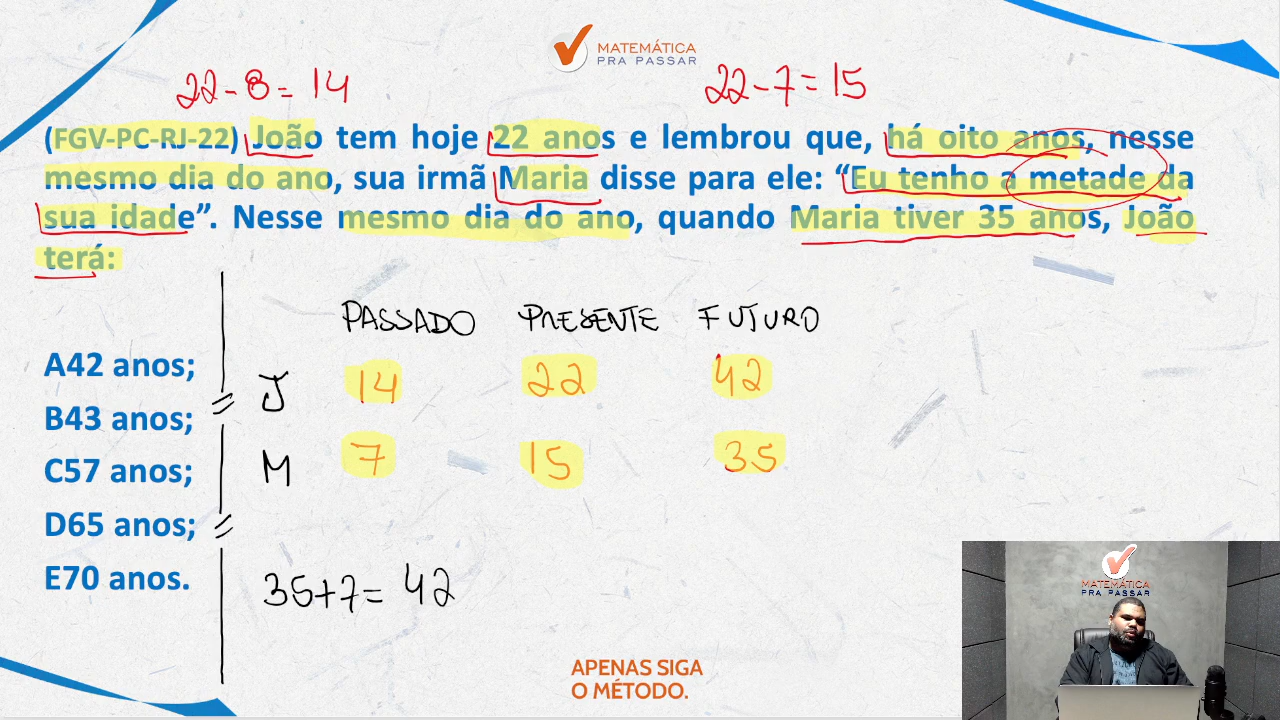 MATEMÁTICA
PRA PASSAR
22-8=14
22-7=15
(FGV-PC-RJ-22) João tem hoje 22 anos e lembrou que, há oito anos, nesse
mesmo dia do ano, sua irmã Maria disse para ele: “Eu tenho a metade da
sua idade”. Nesse mesmo dia do ano, quando Maria tiver 35 anos, João
terá:
PASSADO PRESENTE FUTURO
A42 anos;
J 14 22 42
B43 anos;
M 7 15 35
C57 anos;
D65 anos;
E70 anos.
35+7=42
MATEMÁTICA
PRA PASSAR
APENAS SIGA
O MÉTODO.